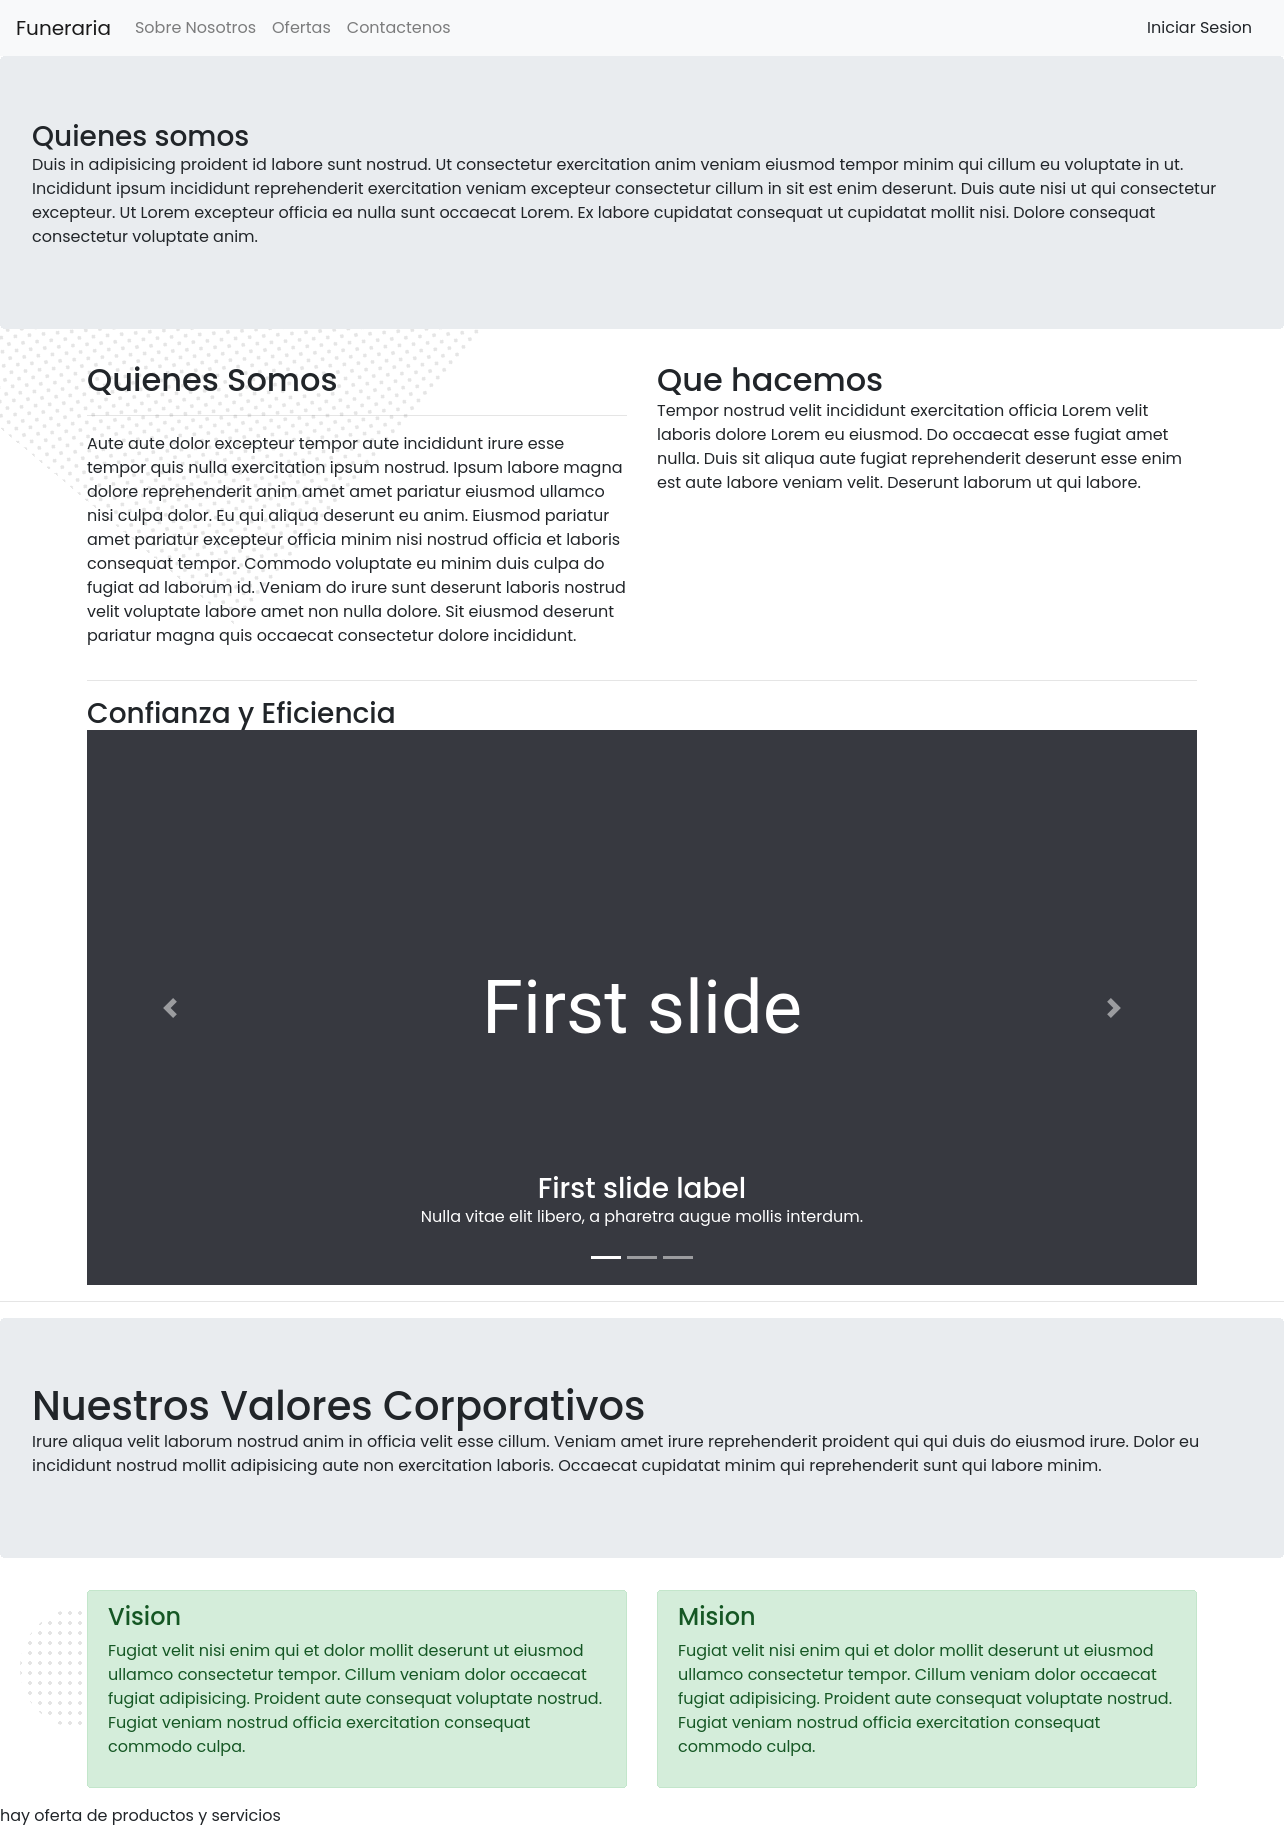 Funeraria Sobre Nosotros Ofertas Contactenos Iniciar Sesion
Quienes somos
Duis in adipisicing proident id labore sunt nostrud. Ut consectetur exercitation anim veniam eiusmod tempor minim qui cillum eu voluptate in ut.
Incididunt ipsum incididunt reprehenderit exercitation veniam excepteur consectetur cillum in sit est enim deserunt. Duis aute nisi ut qui consectetur
excepteur. Ut Lorem excepteur officia ea nulla sunt occaecat Lorem. Ex labore cupidatat consequat ut cupidatat mollit nisi. Dolore consequat
consectetur voluptate anim.
Quienes Somos
Aute aute dolor excepteur tempor aute incididunt irure esse
tempor quis nulla exercitation ipsum nostrud. Ipsum labore magna
dolore reprehenderit anim amet amet pariatur eiusmod ullamco
nisi culpa dolor. Eu qui aliqua deserunt eu anim. Eiusmod pariatur
amet pariatur excepteur officia minim nisi nostrud officia et laboris
consequat tempor. Commodo voluptate eu minim duis culpa do
fugiat ad laborum id. Veniam do irure sunt deserunt laboris nostrud
velit voluptate labore amet non nulla dolore. Sit eiusmod deserunt
pariatur magna quis occaecat consectetur dolore incididunt.
Que hacemos
Tempor nostrud velit incididunt exercitation officia Lorem velit
laboris dolore Lorem eu eiusmod. Do occaecat esse fugiat amet
nulla. Duis sit aliqua aute fugiat reprehenderit deserunt esse enim
est aute labore veniam velit. Deserunt laborum ut qui labore.
Confianza y Eficiencia
First slide
First slide label
Nulla vitae elit libero, a pharetra augue mollis interdum.
Nuestros Valores Corporativos
Irure aliqua velit laborum nostrud anim in officia velit esse cillum. Veniam amet irure reprehenderit proident qui qui duis do eiusmod irure. Dolor eu
incididunt nostrud mollit adipisicing aute non exercitation laboris. Occaecat cupidatat minim qui reprehenderit sunt qui labore minim.
Vision
Fugiat velit nisi enim qui et dolor mollit deserunt ut eiusmod
ullamco consectetur tempor. Cillum veniam dolor occaecat
fugiat adipisicing. Proident aute consequat voluptate nostrud.
Fugiat veniam nostrud officia exercitation consequat
commodo culpa.
Mision
Fugiat velit nisi enim qui et dolor mollit deserunt ut eiusmod
ullamco consectetur tempor. Cillum veniam dolor occaecat
fugiat adipisicing. Proident aute consequat voluptate nostrud.
Fugiat veniam nostrud officia exercitation consequat
commodo culpa.
hay oferta de productos y servicios